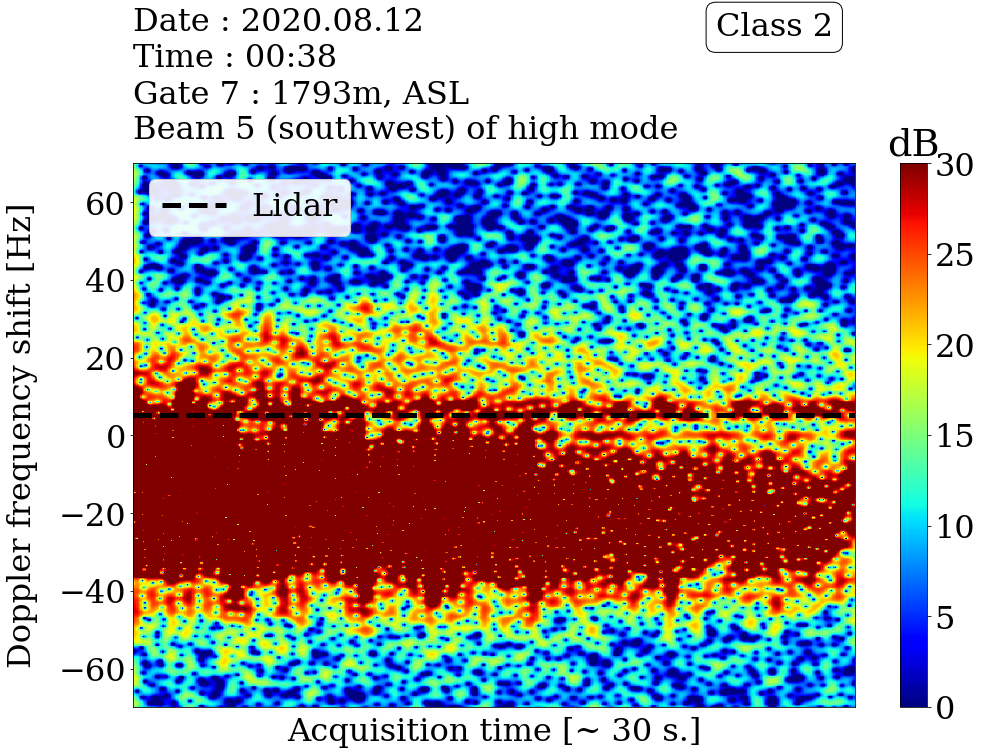 Date : 2020.08.12
Time : 00:38
Gate 7 : 1793m, ASL
Beam 5 (southwest) of high mode
Class 2
dB
Lidar
Doppler frequency shift [Hz]
60
40
20
0
−20
−40
−60
30
25
20
15
10
5
0
Acquisition time [~ 30 s.]